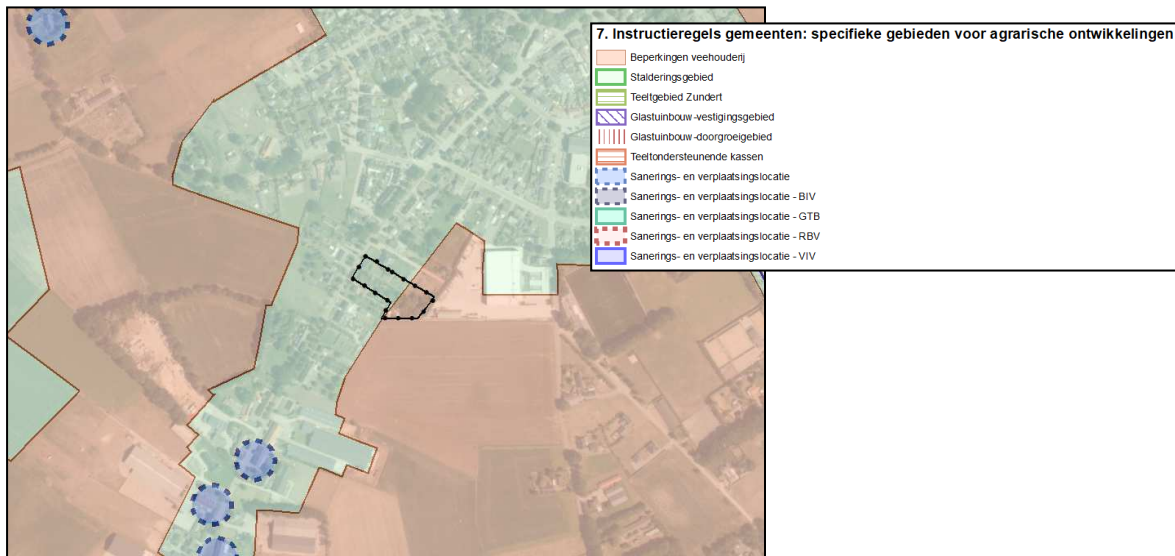 7. Instructieregels gemeenten: specifieke gebieden voor agrarische ontwikkelingen
Beperkingen veehouderij
Stalderingsgebied
Teeltgebied Zundert
Glastuinbouw-vestigingsgebied
Glastuinbouw-doorgroeigebied
Teeltondersteunende kassen
Sanerings- en verplaatsingslocatie
Sanerings- en verplaatsingslocatie - BIV
Sanerings- en verplaatsingslocatie - GTB
Sanerings- en verplaatsingslocatie - RBV
Sanerings- en verplaatsingslocatie - VIV